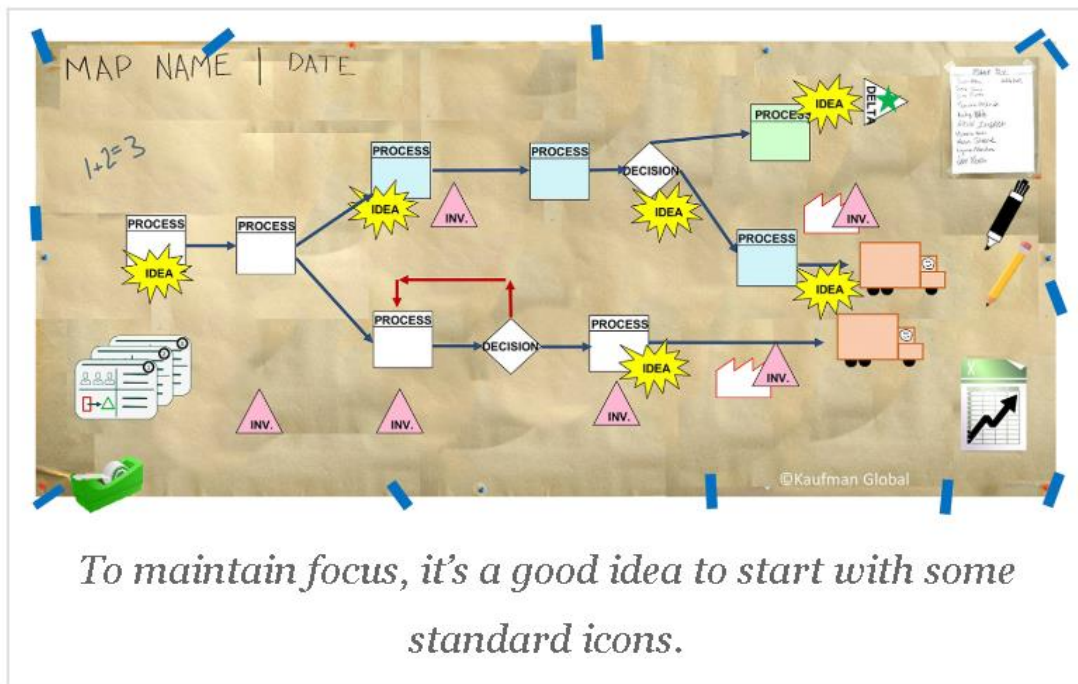 MAP NAME | DATE
1+2=3
PROCESS
IDEA
PROCESS
PROCESS
IDEA
INV.
PROCESS
DECISION
IDEA
PROCESS
IDEA
DELTA
INV.
PROCESS
IDEA
PROCESS
DECISION
PROCESS
IDEA
INV.
INV.
INV.
INV.
X
©Kaufman Global
To maintain focus, it's a good idea to start with some
standard icons.